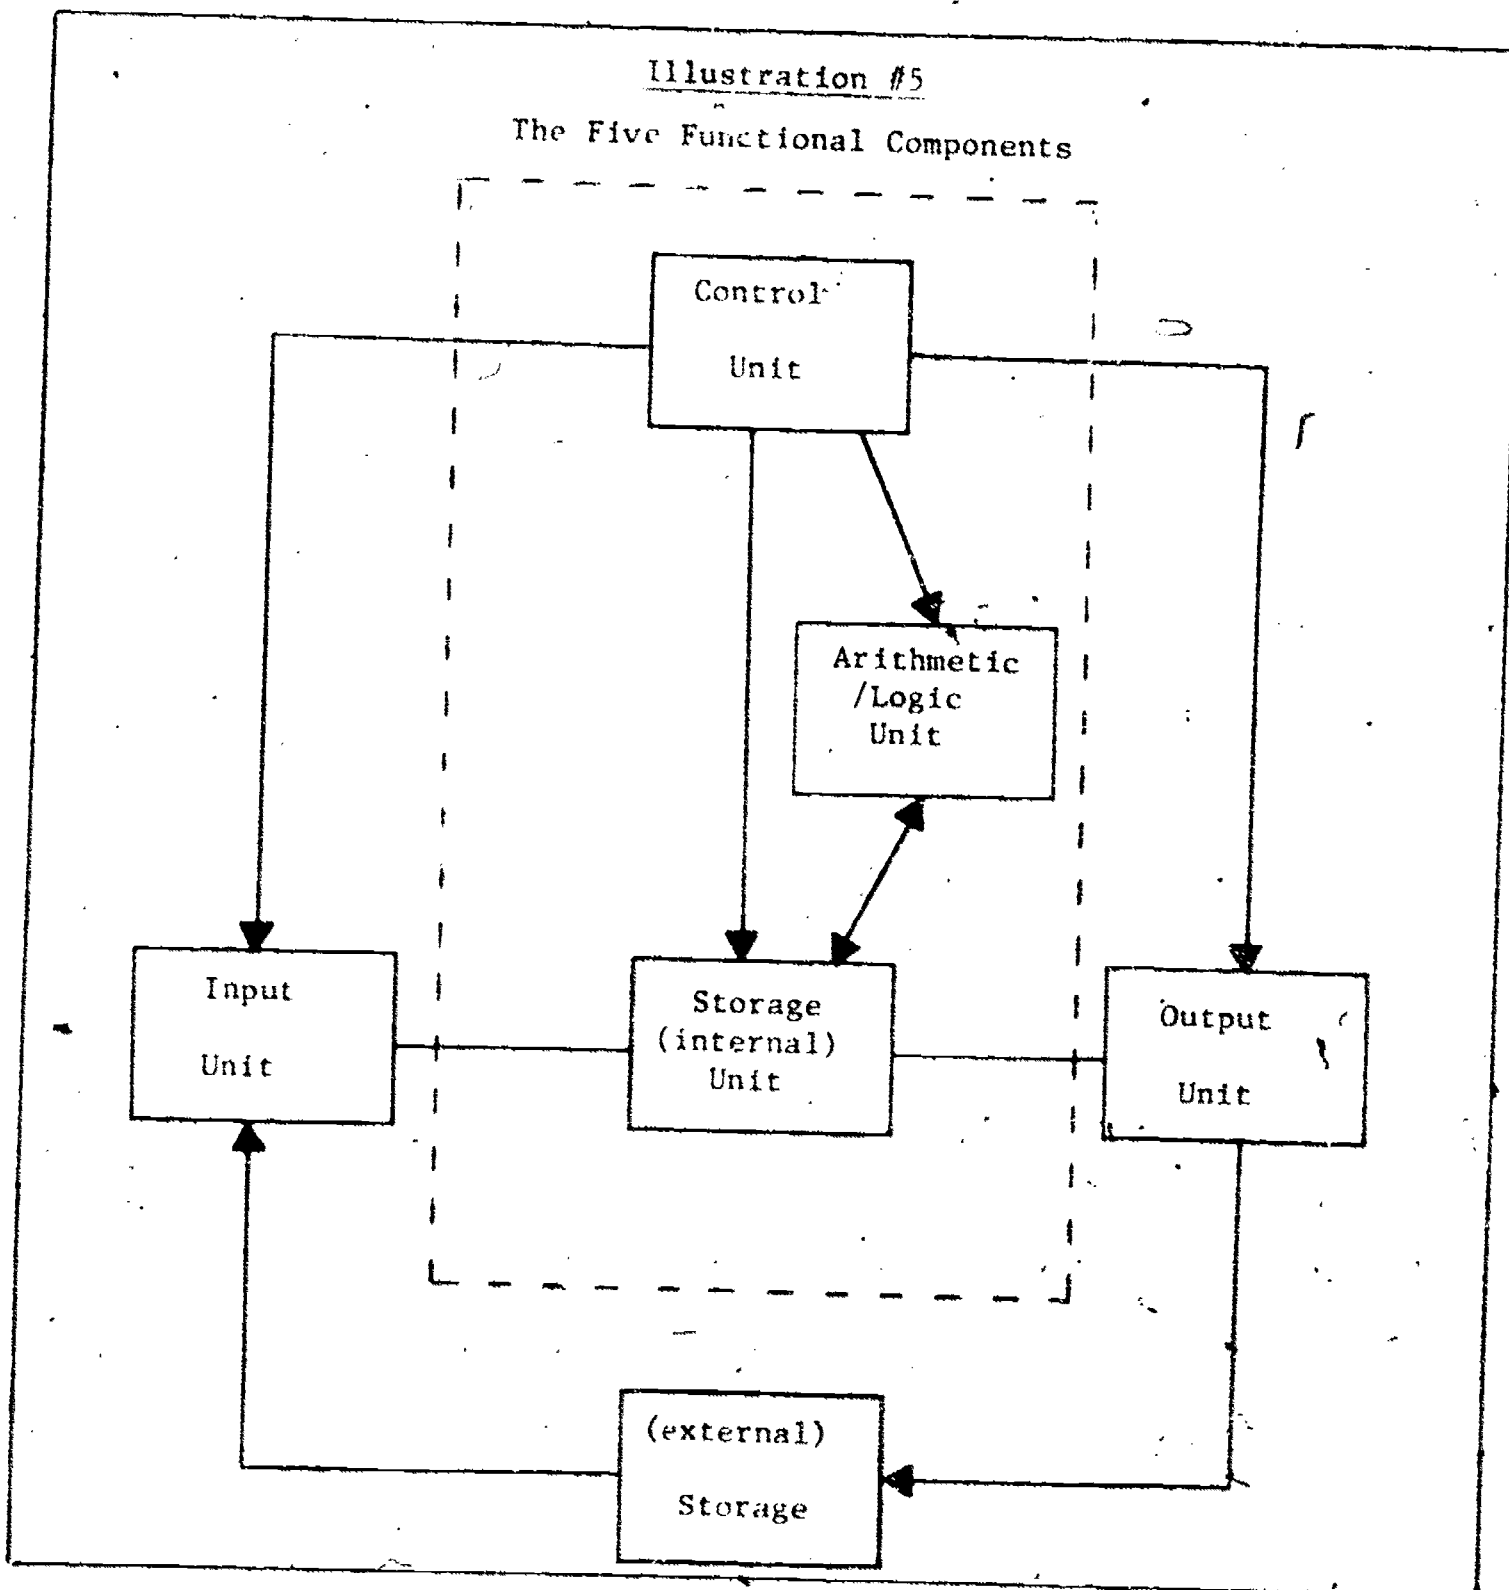 Illustration #5
The Five Functional Components
Control
Unit
Arithmetic
/Logic
Unit
Input
Unit
Storage
(internal)
Unit
Output
Unit
(external)
Storage